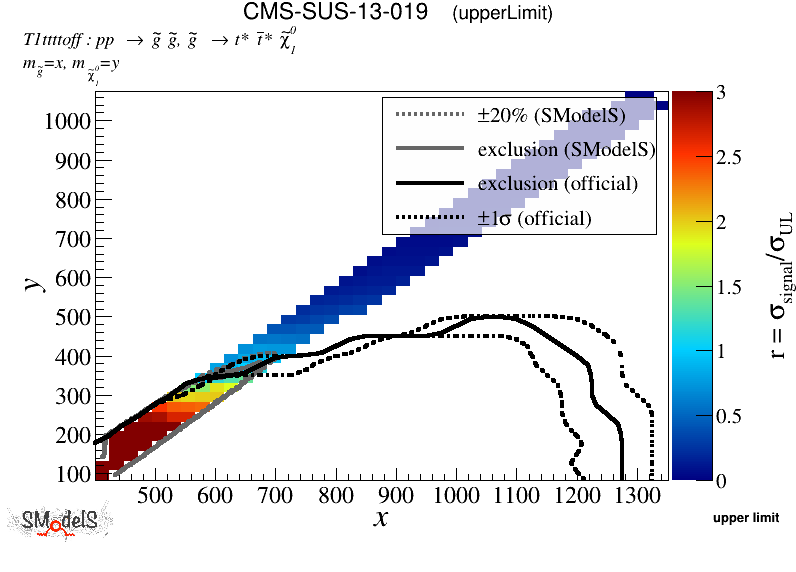 CMS-SUS-13-019 (upperLimit)
T1ttttoff : pp → g̃ g̃, g̃ → t* t̄* χ̃₁⁰
m_g̃=x, m_χ̃₁⁰=y
±20% (SModelS)
exclusion (SModelS)
exclusion (official)
±1σ (official)
1000
900
800
700
600
500
400
300
200
100
y
500 600 700 800 900 1000 1100 1200 1300
x
3
2.5
2
1.5
1
0.5
0
r = σ_signal/σ_UL
SModelS
upper limit